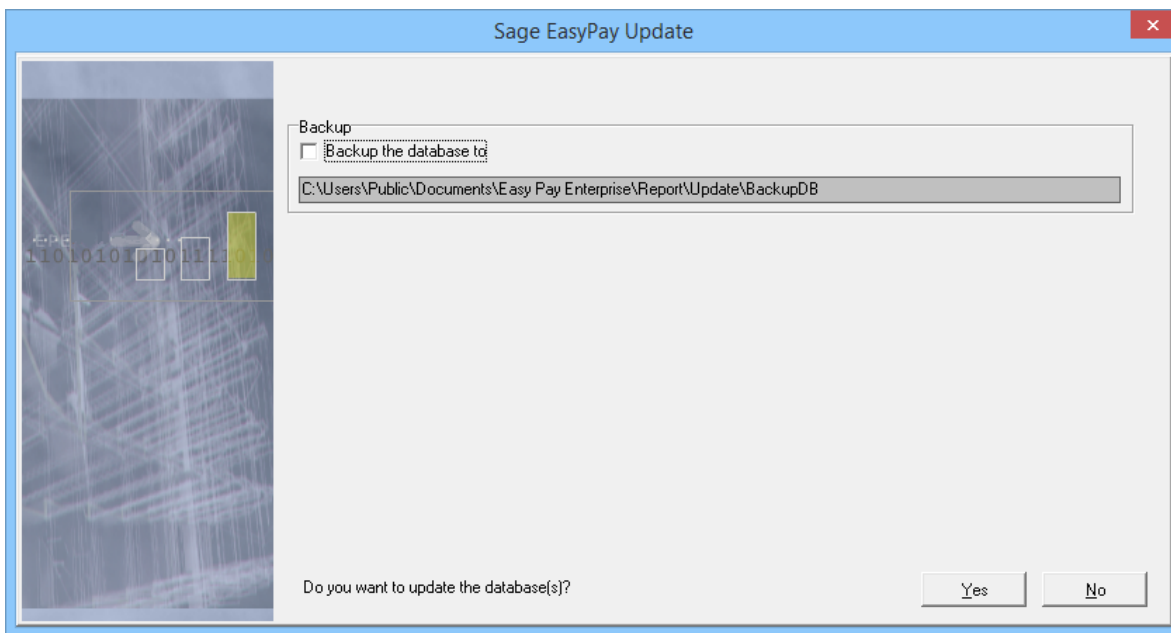 Sage EasyPay Update
Backup
Backup the database to
C:\Users\Public\Documents\Easy Pay Enterprise\Report\Update\BackupDB
EPE
Do you want to update the database(s)?
Yes
No